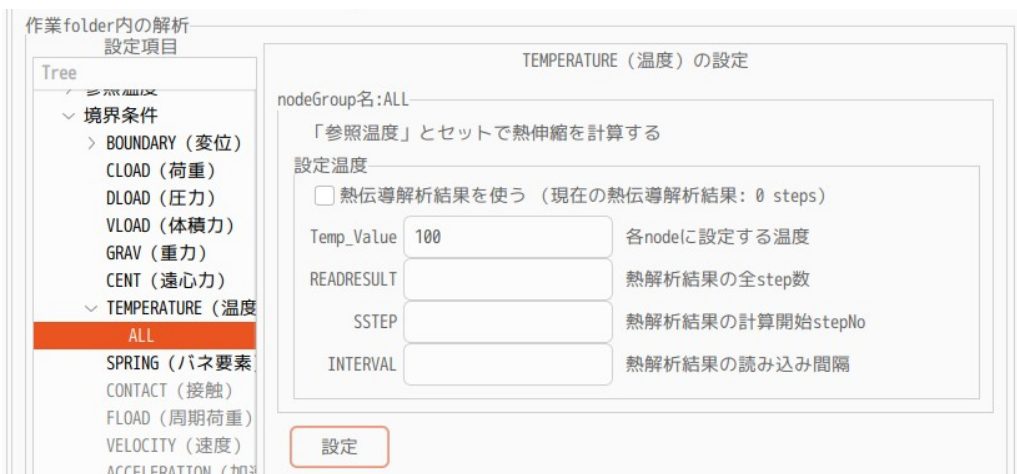 作業folder内の解析
設定項目
Tree
参照温度
境界条件
BOUNDARY (変位)
CLOAD (荷重)
DLOAD (圧力)
VLOAD (体積力)
GRAV (重力)
CENT (遠心力)
TEMPERATURE (温度
ALL
SPRING (バネ要素)
CONTACT (接触)
FLOAD (周期荷重)
VELOCITY (速度)
ACCELERATION (加速
TEMPERATURE (温度) の設定
nodeGroup名:ALL
「参照温度」とセットで熱伸縮を計算する
設定温度
熱伝導解析結果を使う (現在の熱伝導解析結果: 0 steps)
Temp_Value 100 各nodeに設定する温度
READRESULT 熱解析結果の全step数
SSTEP 熱解析結果の計算開始stepNo
INTERVAL 熱解析結果の読み込み間隔
設定